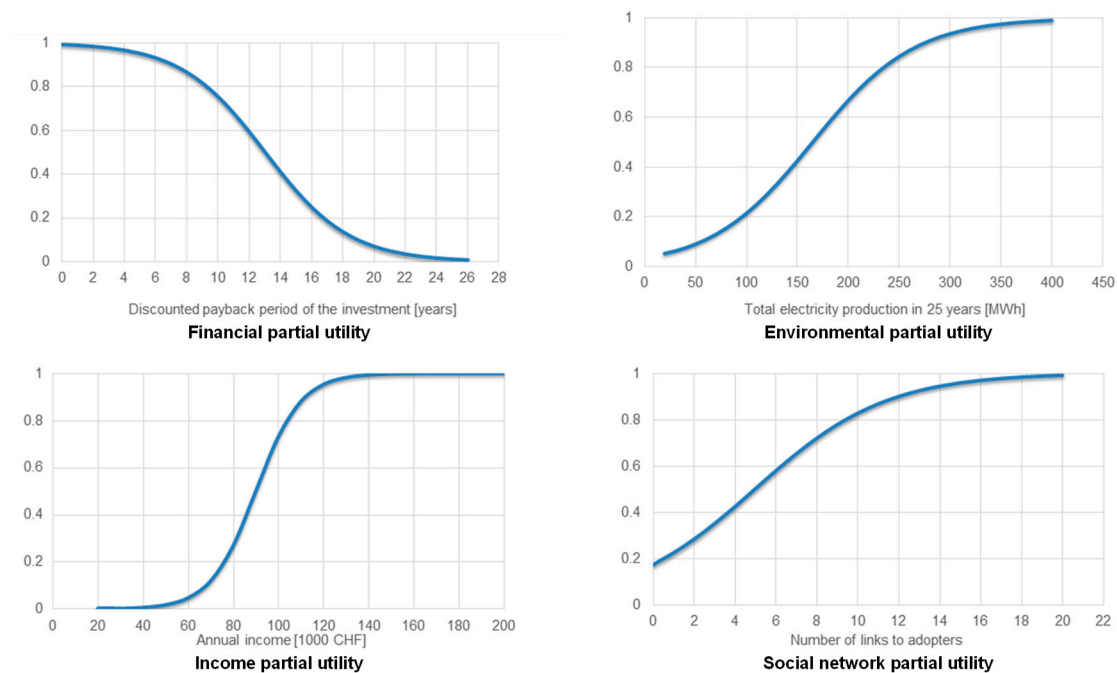 1
0.8
0.6
0.4
0.2
0
0 2 4 6 8 10 12 14 16 18 20 22 24 26 28
Discounted payback period of the investment [years]
Financial partial utility
1
0.8
0.6
0.4
0.2
0
0 50 100 150 200 250 300 350 400 450
Total electricity production in 25 years [MWh]
Environmental partial utility
1
0.8
0.6
0.4
0.2
0
0 20 40 60 80 100 120 140 160 180 200
Annual income [1000 CHF]
Income partial utility
1
0.8
0.6
0.4
0.2
0
0 2 4 6 8 10 12 14 16 18 20 22
Number of links to adopters
Social network partial utility